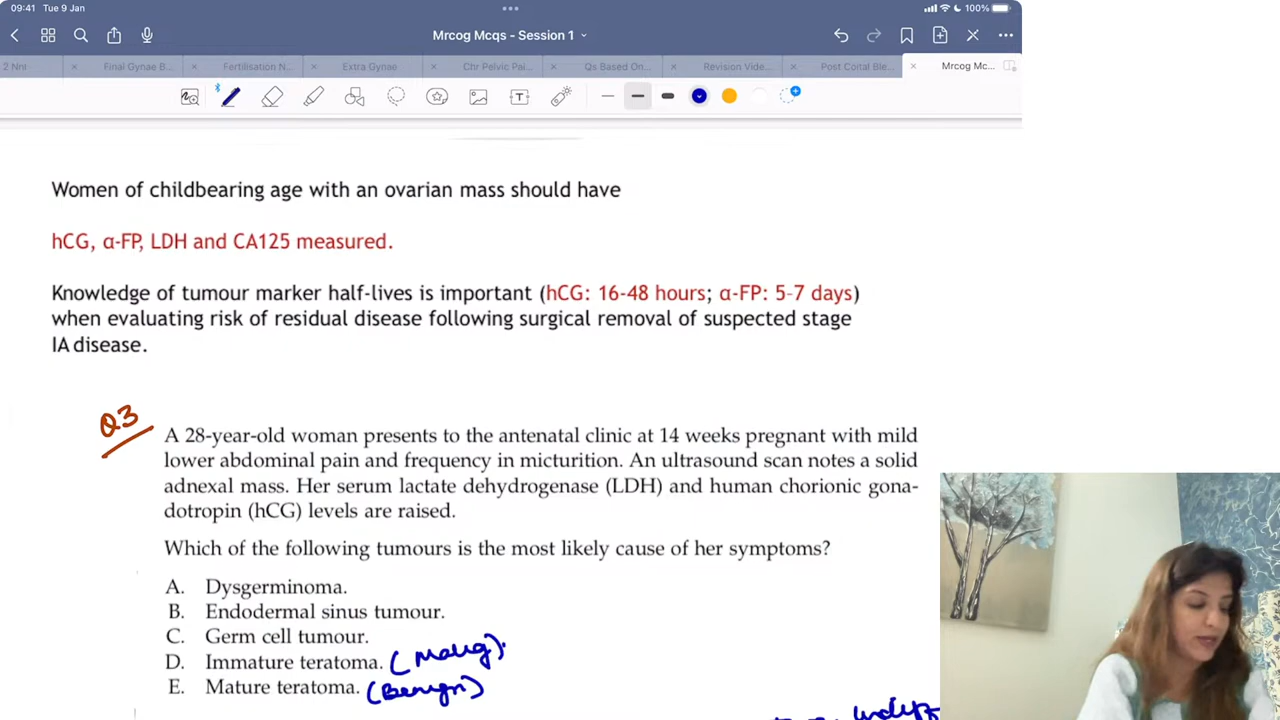 09:41 Tue 9 Jan
100%
Mrcog Mcqs - Session 1
2 Nnr
Final Gynae B...
Fertilisation N...
Extra Gynae
Chr Pelvic Pai...
Qs Based On...
Revision Vide...
Post Coital Ble...
Mrcog Mc...
Women of childbearing age with an ovarian mass should have
hCG, α-FP, LDH and CA125 measured.
Knowledge of tumour marker half-lives is important (hCG: 16-48 hours; α-FP: 5-7 days)
when evaluating risk of residual disease following surgical removal of suspected stage
IA disease.
Q3
A 28-year-old woman presents to the antenatal clinic at 14 weeks pregnant with mild
lower abdominal pain and frequency in micturition. An ultrasound scan notes a solid
adnexal mass. Her serum lactate dehydrogenase (LDH) and human chorionic gona-
dotropin (hCG) levels are raised.
Which of the following tumours is the most likely cause of her symptoms?
A. Dysgerminoma.
B. Endodermal sinus tumour.
C. Germ cell tumour.
D. Immature teratoma. (Malig)
E. Mature teratoma. (Benign)